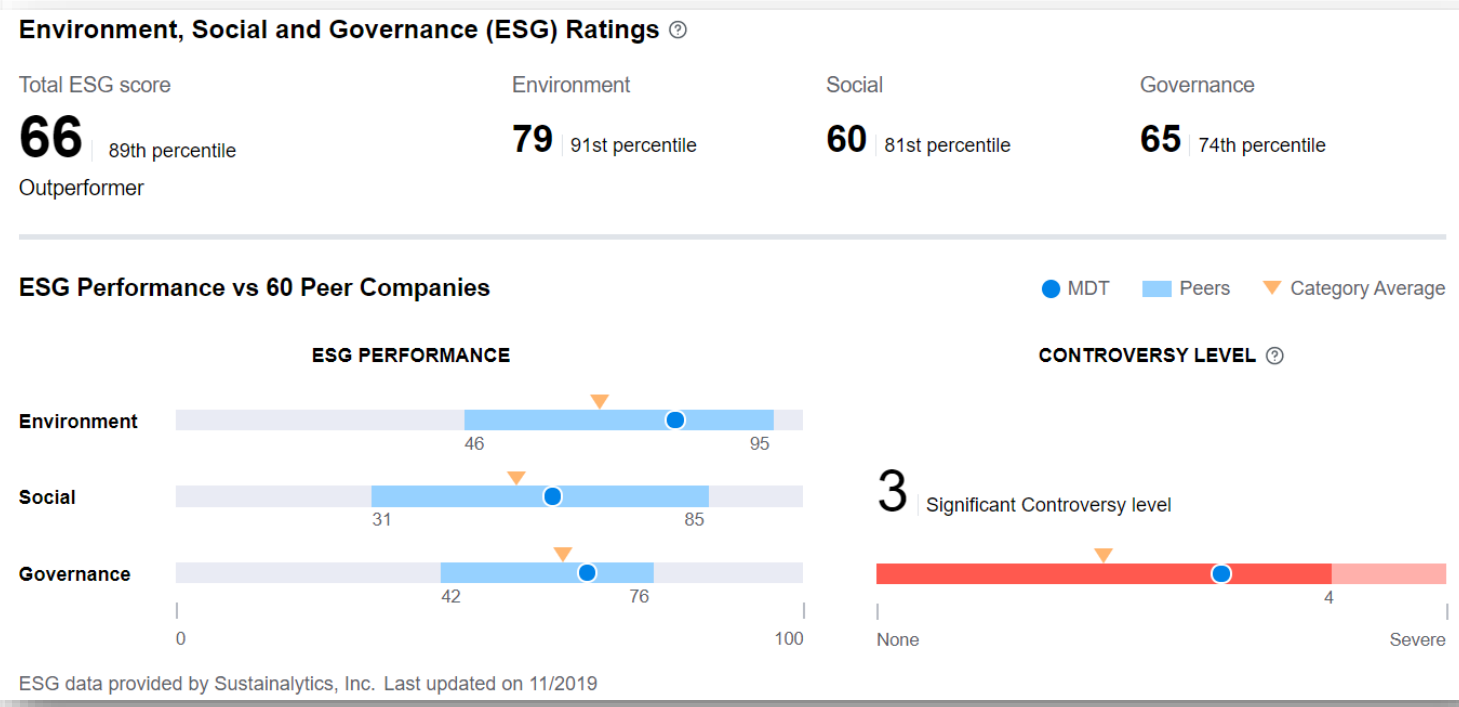 Environment, Social and Governance (ESG) Ratings ?
Total ESG score
66 89th percentile
Outperformer
Environment
79 91st percentile
Social
60 81st percentile
Governance
65 74th percentile
ESG Performance vs 60 Peer Companies
MDT Peers Category Average
ESG PERFORMANCE
Environment
46 95
Social
31 85
Governance
42 76
0 100
CONTROVERSY LEVEL ?
3 Significant Controversy level
4
None Severe
ESG data provided by Sustainalytics, Inc. Last updated on 11/2019